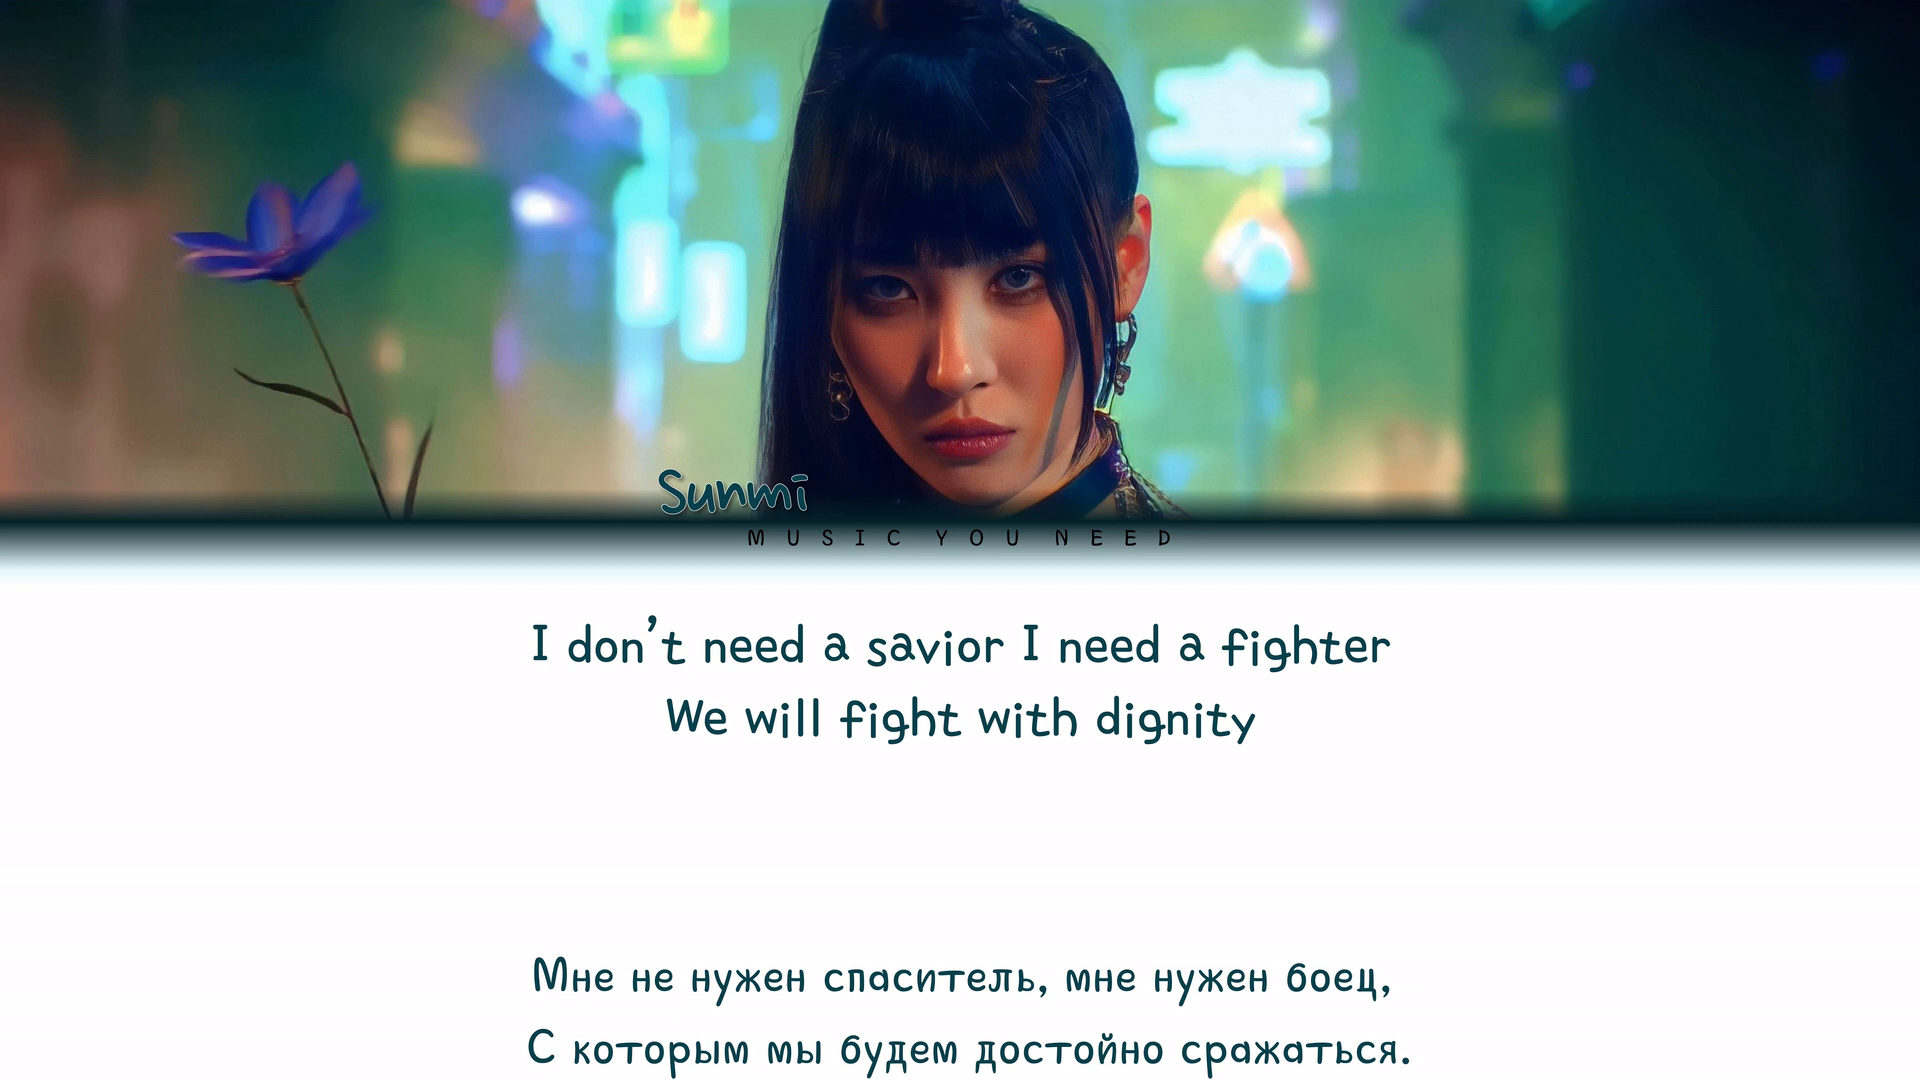 Sunmi
MUSIC YOU NEED
I don’t need a savior I need a fighter
We will fight with dignity
Мне не нужен спаситель, мне нужен боец,
С которым мы будем достойно сражаться.